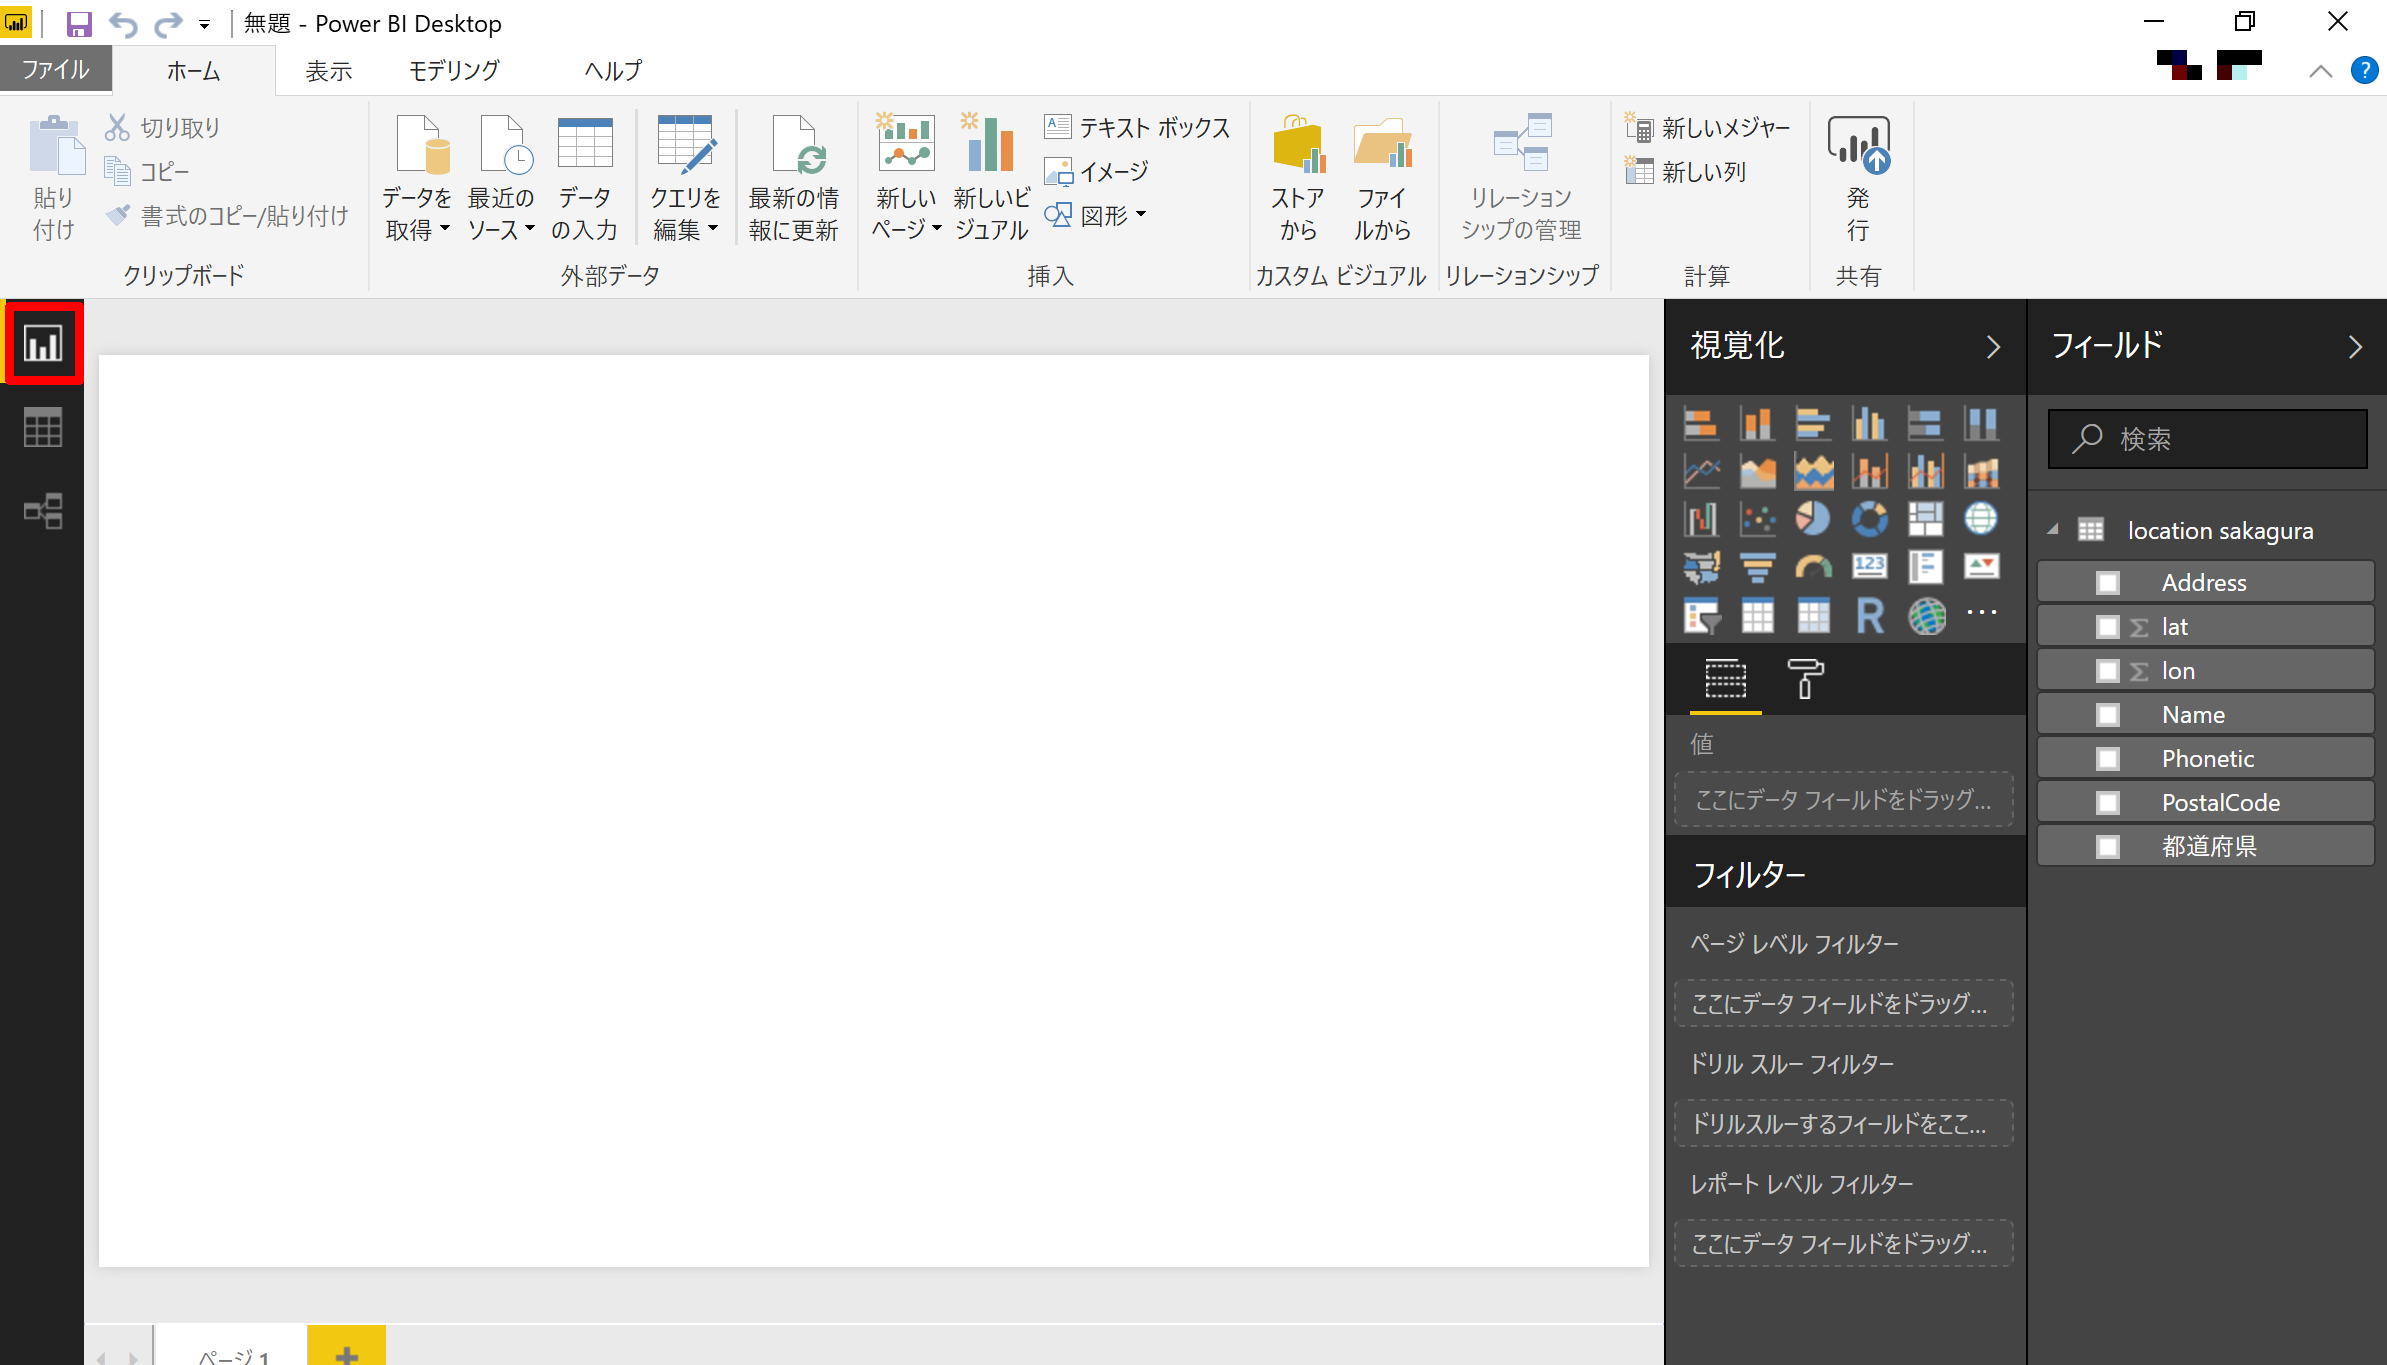 無題 - Power BI Desktop
ファイル
ホーム
表示
モデリング
ヘルプ
?
貼り
付け
切り取り
コピー
書式のコピー/貼り付け
クリップボード
データを
取得
最近の
ソース
データ
の入力
クエリを
編集
最新の情
報に更新
外部データ
新しい
ページ
新しいビ
ジュアル
テキスト ボックス
イメージ
図形
挿入
ストア
から
ファイ
ルから
カスタム ビジュアル
リレーション
シップの管理
リレーションシップ
新しいメジャー
新しい列
計算
発
行
共有
視覚化
123
R
値
ここにデータ フィールドをドラッグ...
フィルター
ページ レベル フィルター
ここにデータ フィールドをドラッグ...
ドリル スルー フィルター
ドリルスルーするフィールドをここ...
レポート レベル フィルター
ここにデータ フィールドをドラッグ...
フィールド
検索
location sakagura
Address
Σ lat
Σ lon
Name
Phonetic
PostalCode
都道府県
ページ 1